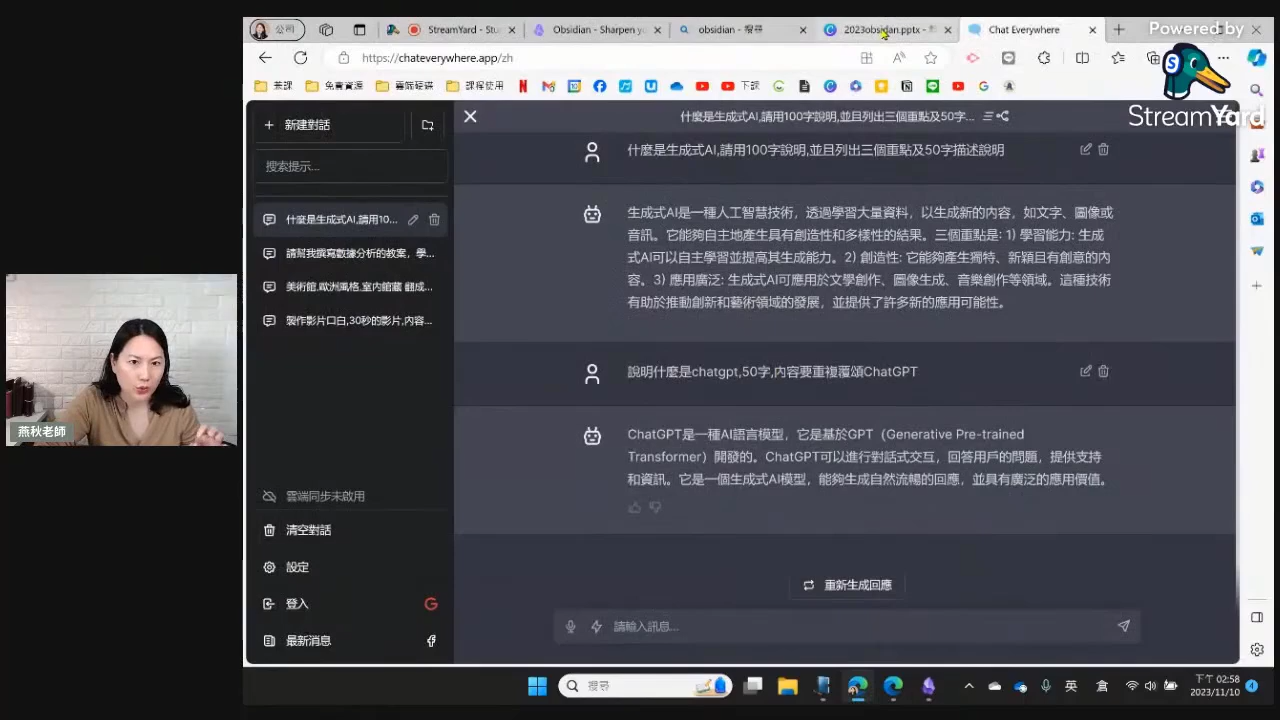 公司
StreamYard - Stu
Obsidian - Sharpen yo
obsidian - 搜尋
2023obsidan.pptx -
Chat Everywhere
Powered by
https://chateverywhere.app/zh
StreamYard
菲課
免費資源
雲端硬碟
課程使用
下課
新建對話
搜索提示...
什麼是生成式AI,請用10...
請幫我撰寫數據分析的教案，學...
美術館,歐洲風格,室內館藏 翻成...
製作影片口白,30秒的影片,內容...
雲端同步未啟用
清空對話
設定
登入
最新消息
什麼是生成式AI,請用100字說明,並且列出三個重點及50字...
什麼是生成式AI,請用100字說明,並且列出三個重點及50字描述說明
生成式AI是一種人工智慧技術，透過學習大量資料，以生成新的內容，如文字、圖像或
音訊。它能夠自主地產生具有創造性和多樣性的結果。三個重點是: 1) 學習能力: 生成
式AI可以自主學習並提高其生成能力。2) 創造性: 它能夠產生獨特、新穎且有創意的內
容。3) 應用廣泛: 生成式AI可應用於文學創作、圖像生成、音樂創作等領域。這種技術
有助於推動創新和藝術領域的發展，並提供了許多新的應用可能性。
說明什麼是chatgpt,50字,內容要重複覆頌ChatGPT
ChatGPT是一種AI語言模型，它是基於GPT（Generative Pre-trained
Transformer）開發的。ChatGPT可以進行對話式交互，回答用戶的問題，提供支持
和資訊。它是一個生成式AI模型，能夠生成自然流暢的回應，並具有廣泛的應用價值。
重新生成回應
請輸入訊息...
燕秋老師
搜尋
英
下午 02:58
2023/11/10
4